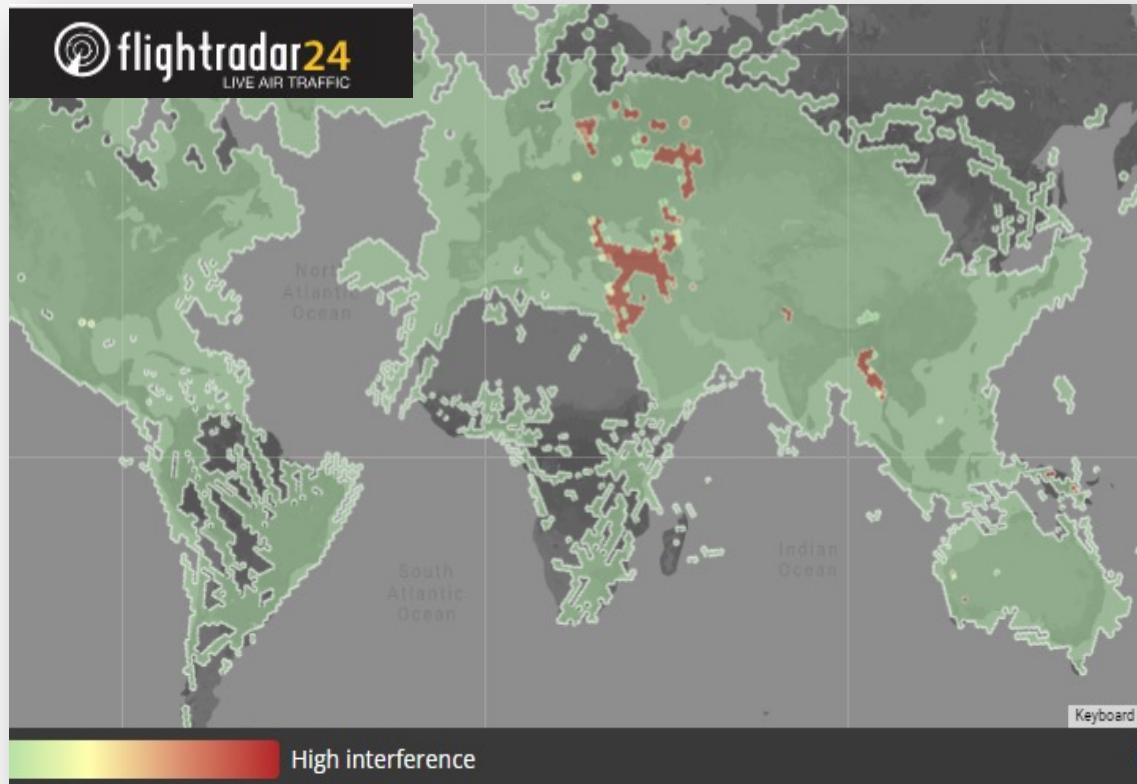 flightradar24
LIVE AIR TRAFFIC
North
Atlantic
Ocean
South
Atlantic
Ocean
Indian
Ocean
Keyboard
High interference